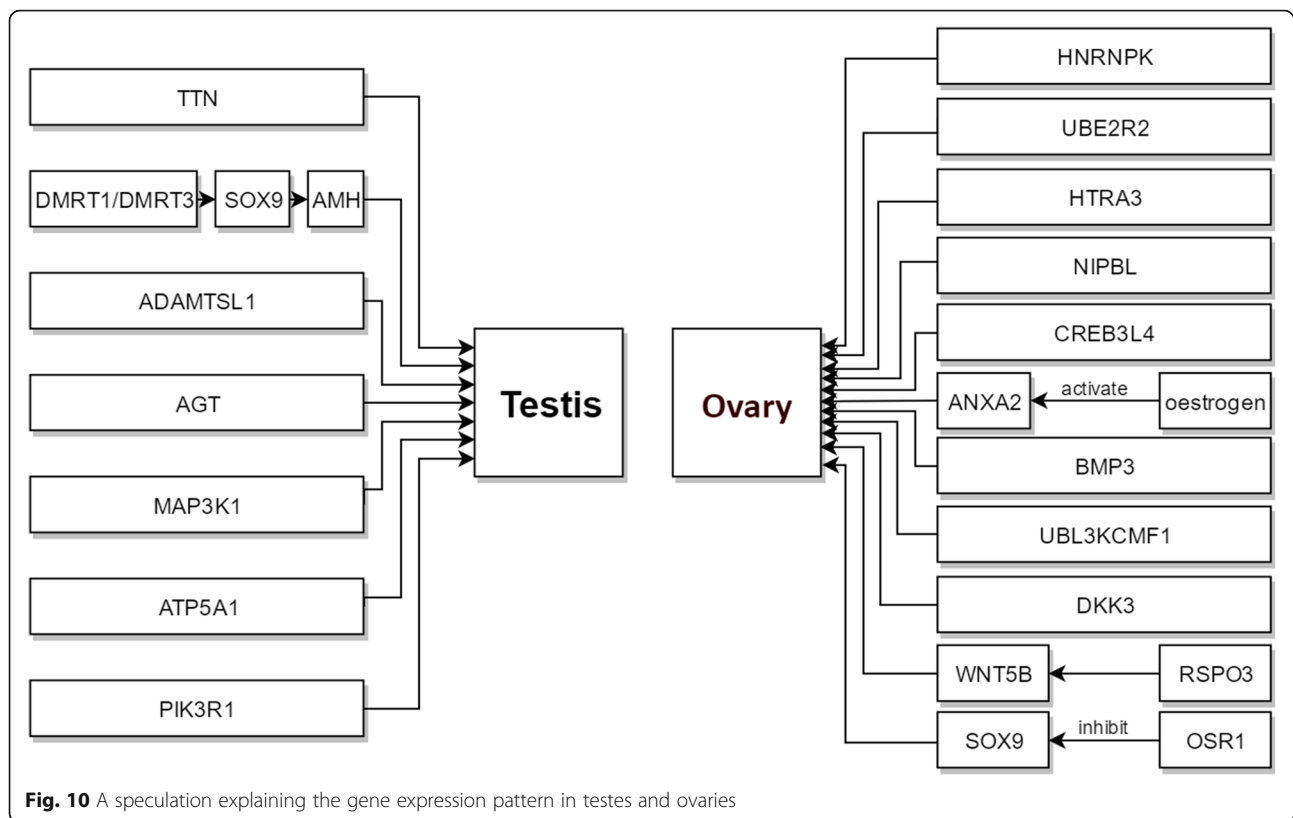 TTN
DMRT1/DMRT3
SOX9
AMH
ADAMTSL1
AGT
MAP3K1
ATP5A1
PIK3R1
Testis
Ovary
HNRNPK
UBE2R2
HTRA3
NIPBL
CREB3L4
ANXA2
activate
oestrogen
BMP3
UBL3KCMF1
DKK3
WNT5B
RSPO3
SOX9
inhibit
OSR1
Fig. 10 A speculation explaining the gene expression pattern in testes and ovaries